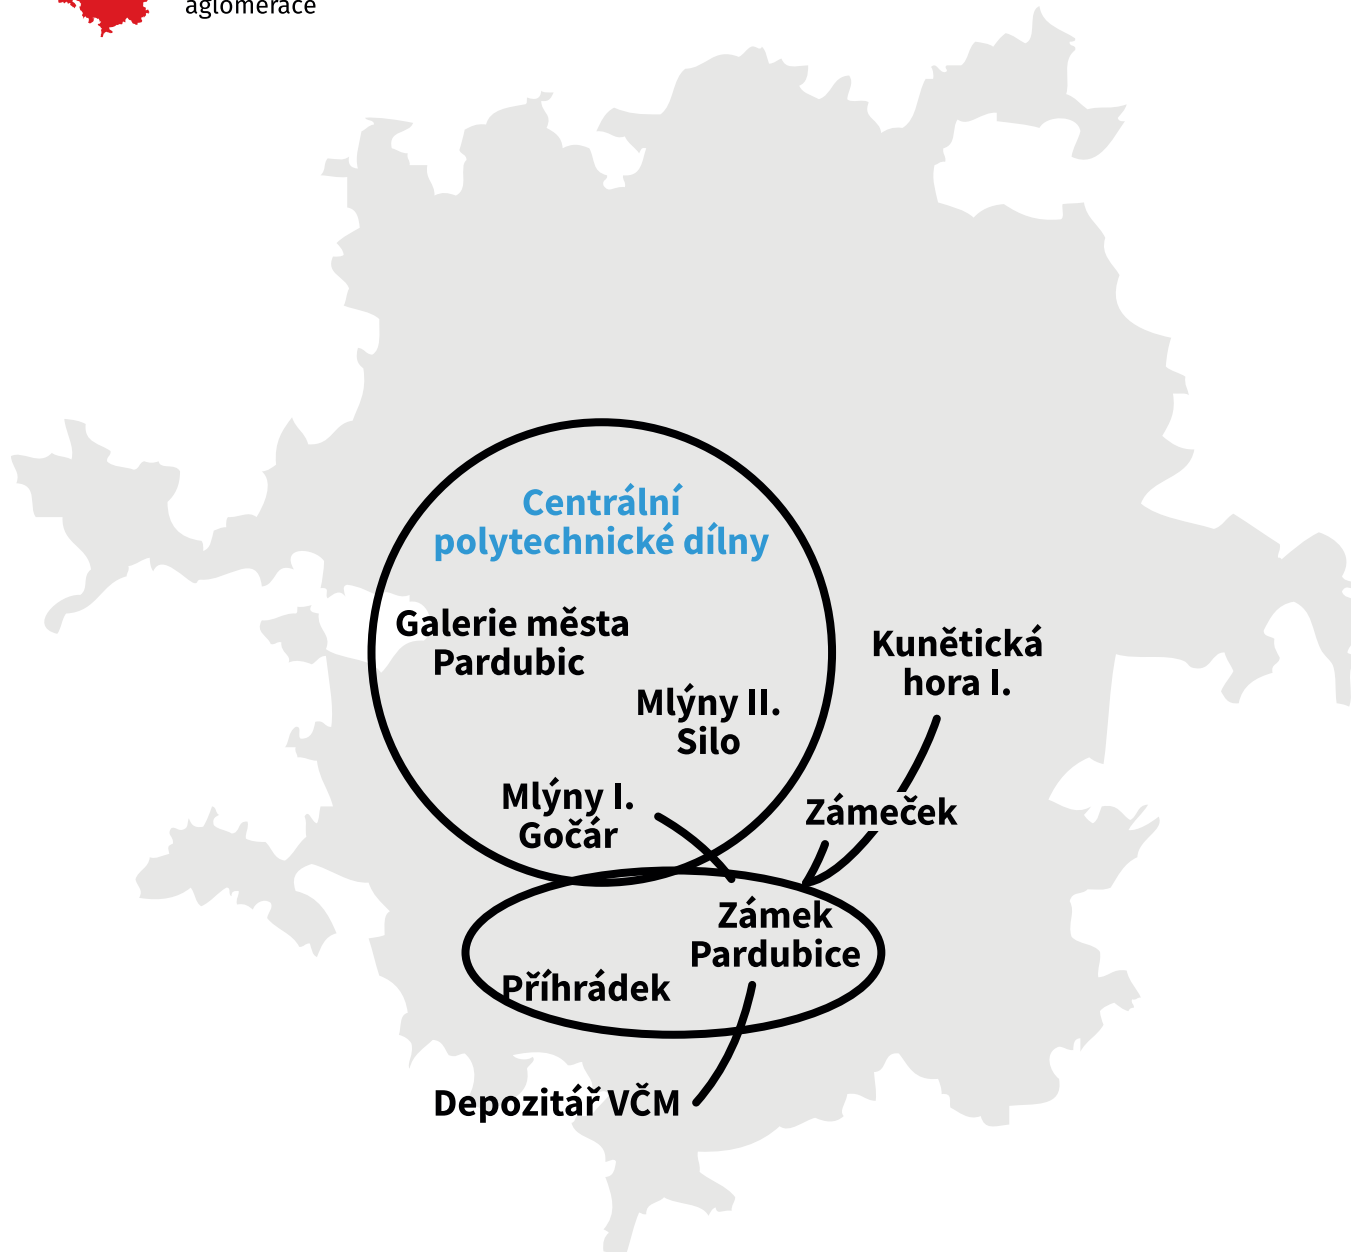 aglomerace
Centrální
polytechnické dílny
Galerie města
Pardubic
Kunětická
hora I.
Mlýny II.
Silo
Mlýny I.
Gočár
Zámeček
Zámek
Pardubice
Příhrádek
Depozitář VČM